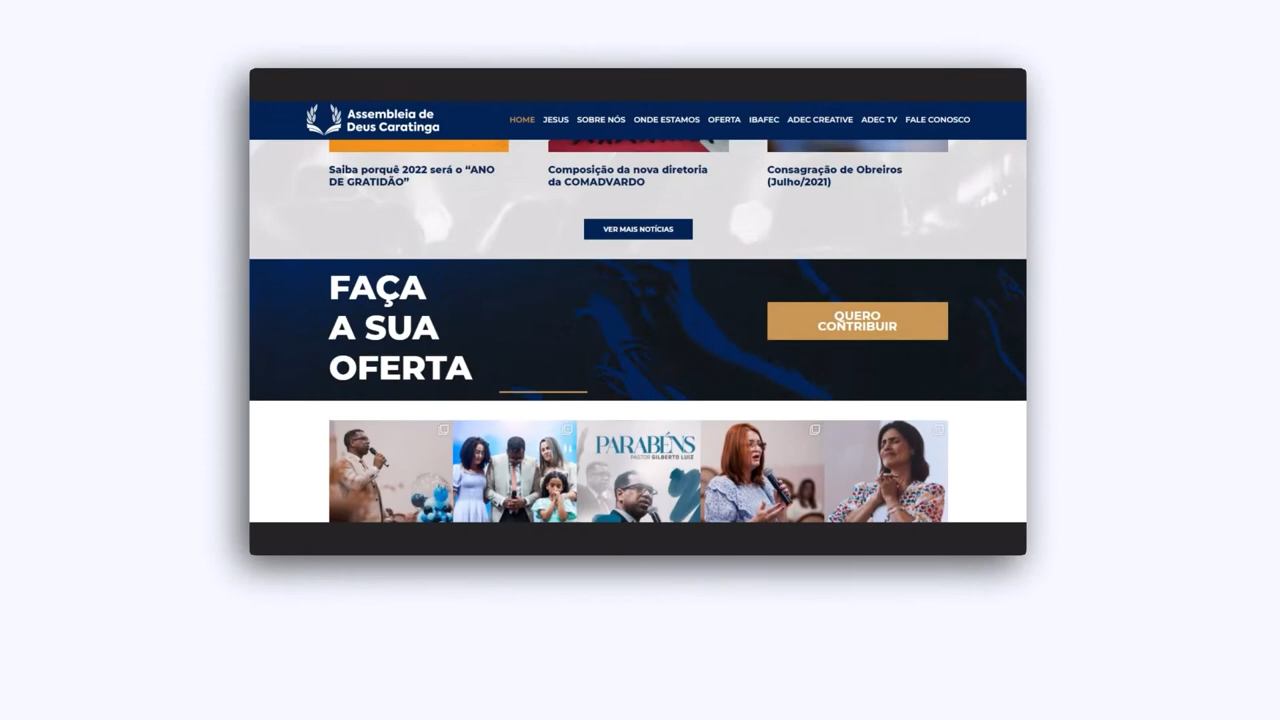 Assembleia de
Deus Caratinga
HOME JESUS SOBRE NÓS ONDE ESTAMOS OFERTA IBAFEC ADEC CREATIVE ADEC TV FALE CONOSCO
Saiba porquê 2022 será o “ANO
DE GRATIDÃO”
Composição da nova diretoria
da COMADVARDO
Consagração de Obreiros
(Julho/2021)
VER MAIS NOTÍCIAS
FAÇA
A SUA
OFERTA
QUERO
CONTRIBUIR
PARABÉNS
PASTOR GILBERTO LUIZ